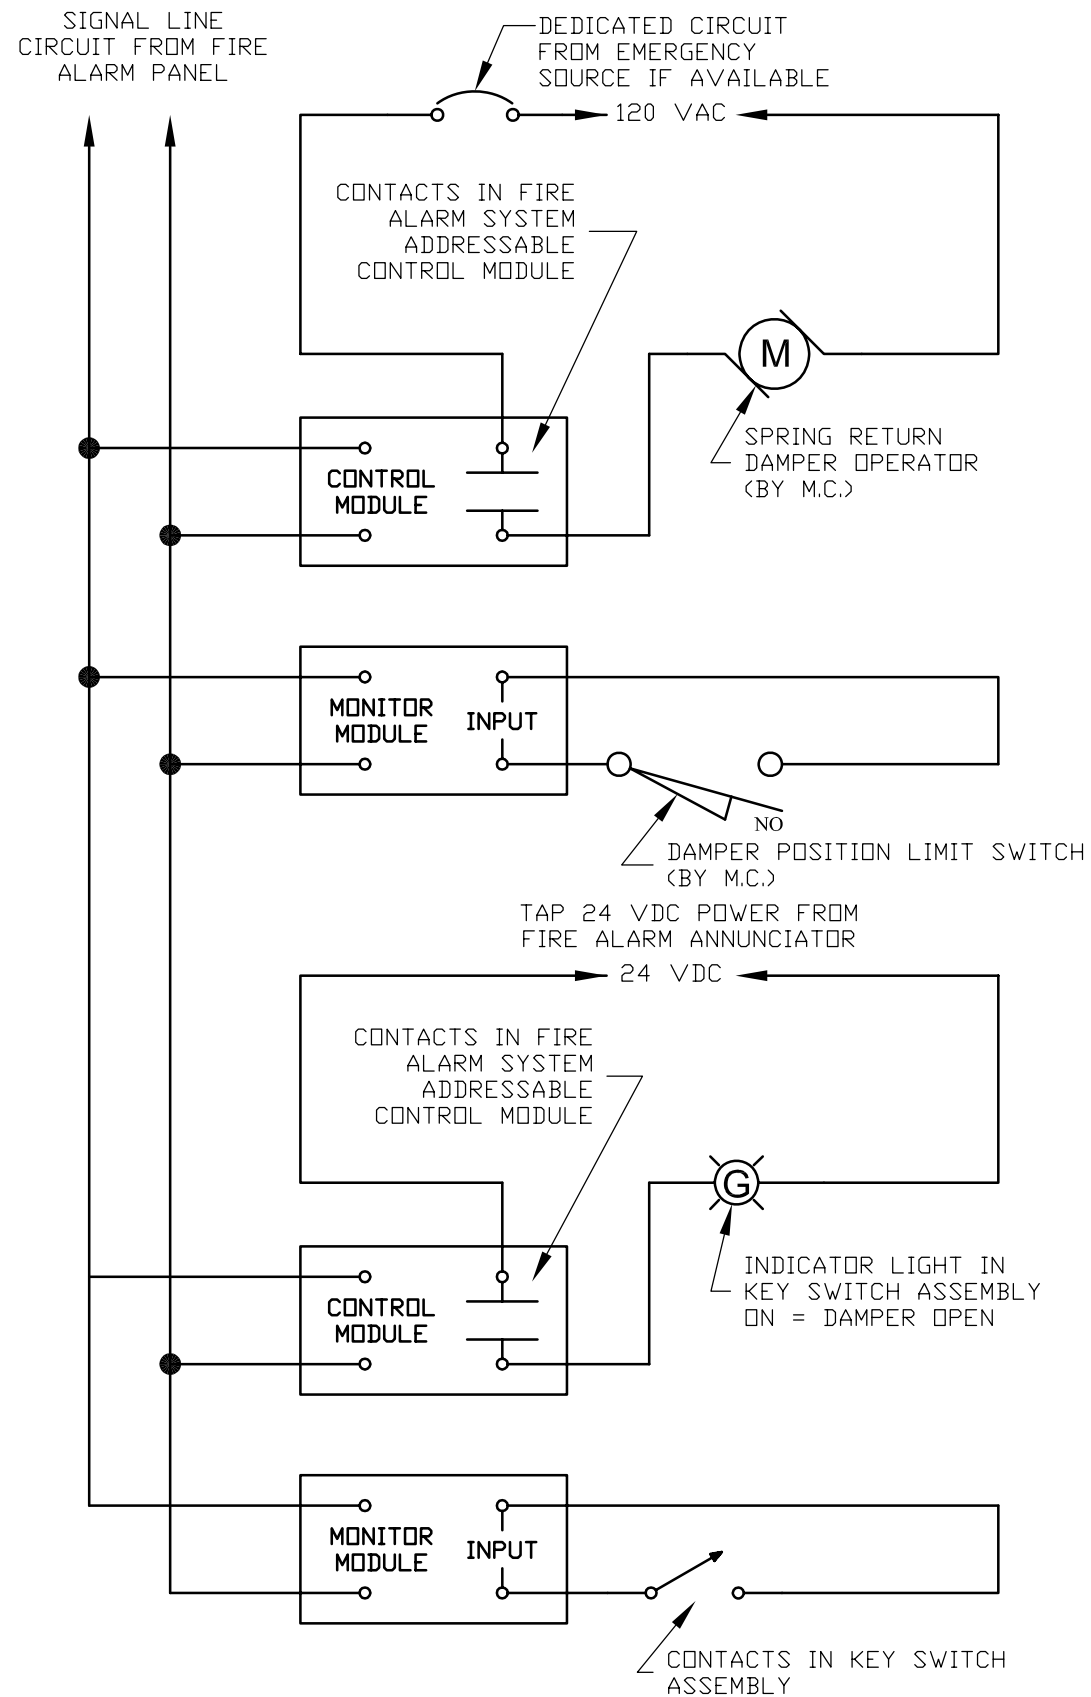 SIGNAL LINE
CIRCUIT FROM FIRE
ALARM PANEL
DEDICATED CIRCUIT
FROM EMERGENCY
SOURCE IF AVAILABLE
120 VAC
CONTACTS IN FIRE
ALARM SYSTEM
ADDRESSABLE
CONTROL MODULE
M
SPRING RETURN
DAMPER OPERATOR
(BY M.C.)
CONTROL
MODULE
MONITOR
MODULE
INPUT
NO
DAMPER POSITION LIMIT SWITCH
(BY M.C.)
TAP 24 VDC POWER FROM
FIRE ALARM ANNUNCIATOR
24 VDC
CONTACTS IN FIRE
ALARM SYSTEM
ADDRESSABLE
CONTROL MODULE
G
INDICATOR LIGHT IN
KEY SWITCH ASSEMBLY
ON = DAMPER OPEN
CONTROL
MODULE
MONITOR
MODULE
INPUT
CONTACTS IN KEY SWITCH
ASSEMBLY